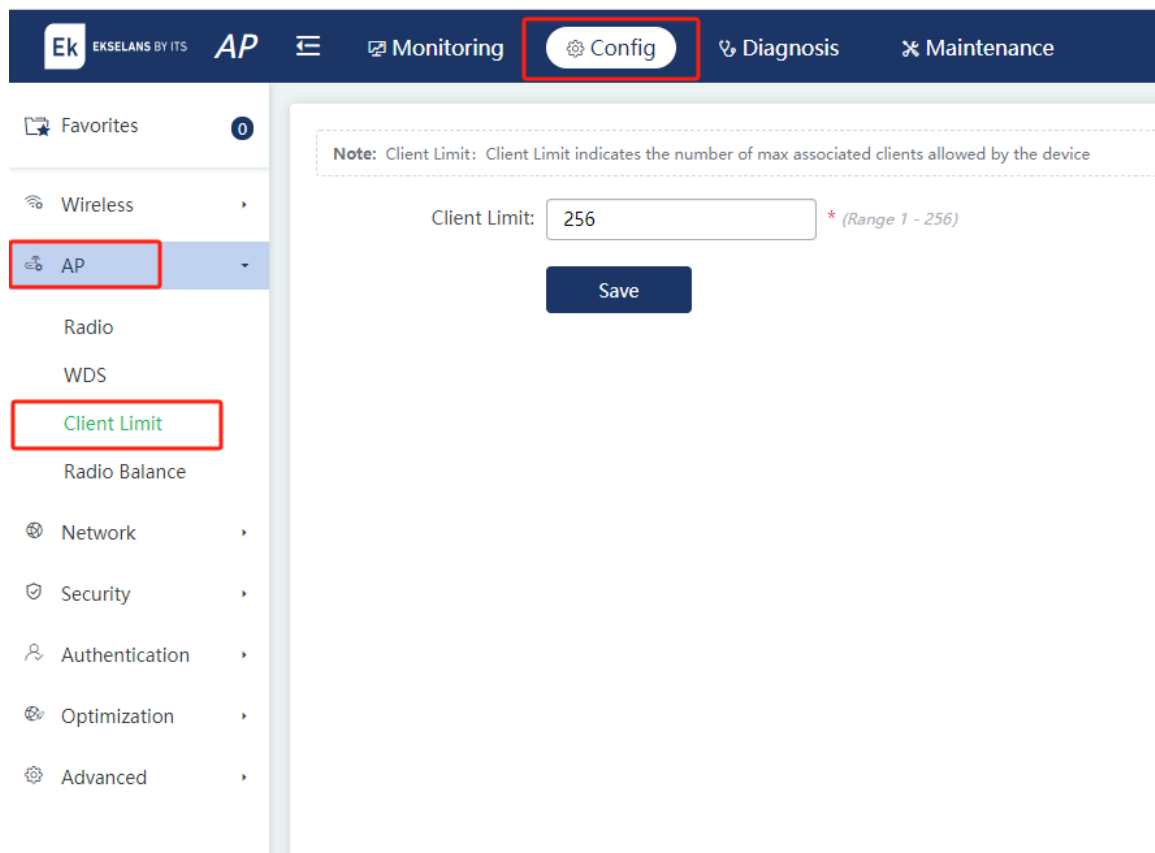 Ek EKSELANS BY ITS AP Monitoring Config Diagnosis Maintenance
Favorites 0
Note: Client Limit: Client Limit indicates the number of max associated clients allowed by the device
Wireless
Client Limit: 256 * (Range 1 - 256)
AP
Save
Radio
WDS
Client Limit
Radio Balance
Network
Security
Authentication
Optimization
Advanced